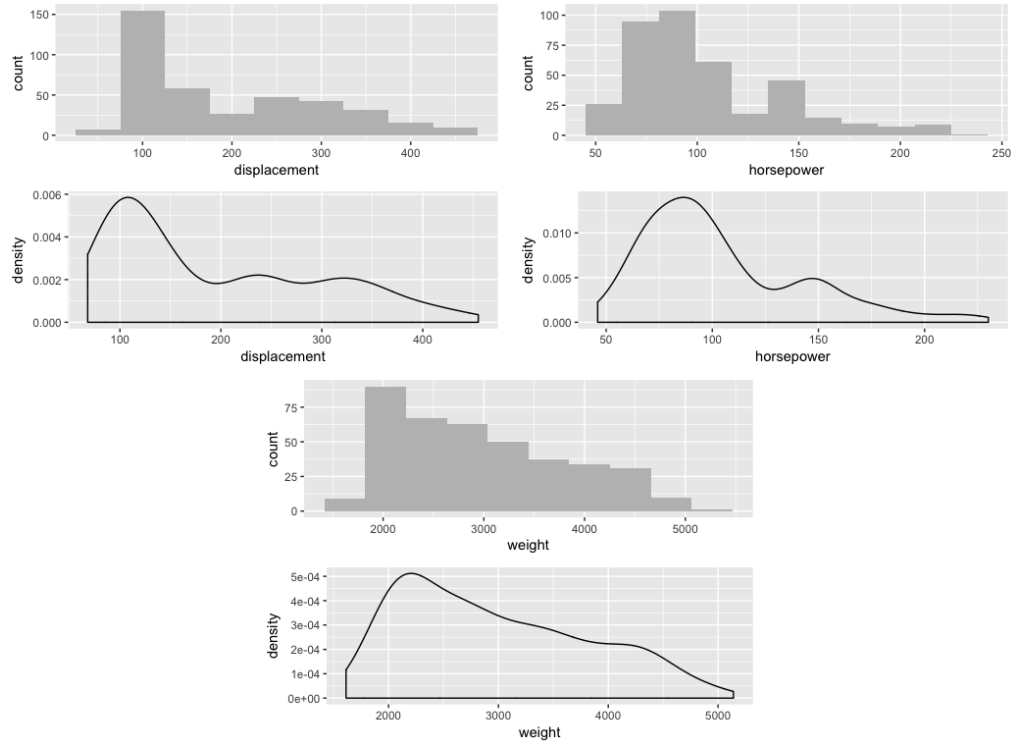 count
150
100
50
0
100 200 300 400
displacement
count
100
75
50
25
0
50 100 150 200 250
horsepower
density
0.006
0.004
0.002
0.000
100 200 300 400
displacement
density
0.010
0.005
0.000
50 100 150 200
horsepower
count
75
50
25
0
2000 3000 4000 5000
weight
density
5e-04
4e-04
3e-04
2e-04
1e-04
0e+00
2000 3000 4000 5000
weight